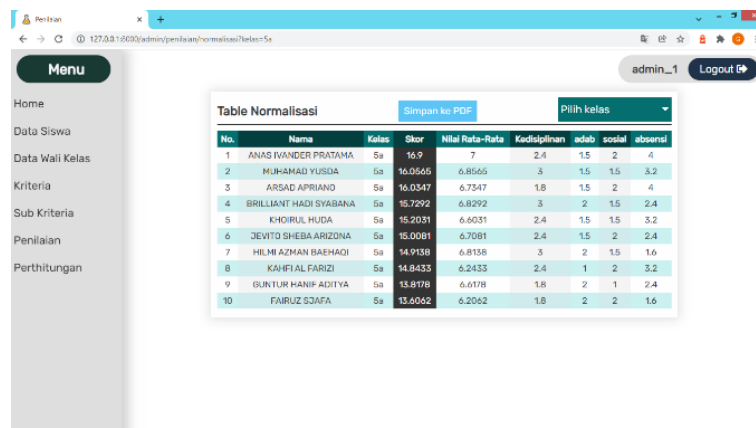 Penilaian
127.0.0.1:8000/admin/penilaian/normalisasi?kelas=5a
Menu
admin_1
Logout
Home
Data Siswa
Data Wali Kelas
Kriteria
Sub Kriteria
Penilaian
Perthitungan
Table Normalisasi
Simpan ke PDF
Pilih kelas
No. Nama Kelas Skor Nilai Rata-Rata Kedisiplinan adab sosial absensi
1 ANAS IVANDER PRATAMA 5a 16.9 7 2.4 1.5 2 4
2 MUHAMAD YUSDA 5a 16.0565 6.8565 3 1.5 1.5 3.2
3 ARSAD APRIANO 5a 16.0347 6.7347 1.8 1.5 2 4
4 BRILLIANT HADI SYABANA 5a 15.7292 6.8292 3 2 1.5 2.4
5 KHOIRUL HUDA 5a 15.2031 6.6031 2.4 1.5 1.5 3.2
6 JEVITO SHEBA ARIZONA 5a 15.0081 6.7081 2.4 1.5 2 2.4
7 HILMI AZMAN BAEHAQI 5a 14.9138 6.8138 3 2 1.5 1.6
8 KAHFI AL FARIZI 5a 14.8433 6.2433 2.4 1 2 3.2
9 GUNTUR HANIF ADITYA 5a 13.8178 6.6178 1.8 2 1 2.4
10 FAIRUZ SJAFA 5a 13.6062 6.2062 1.8 2 2 1.6